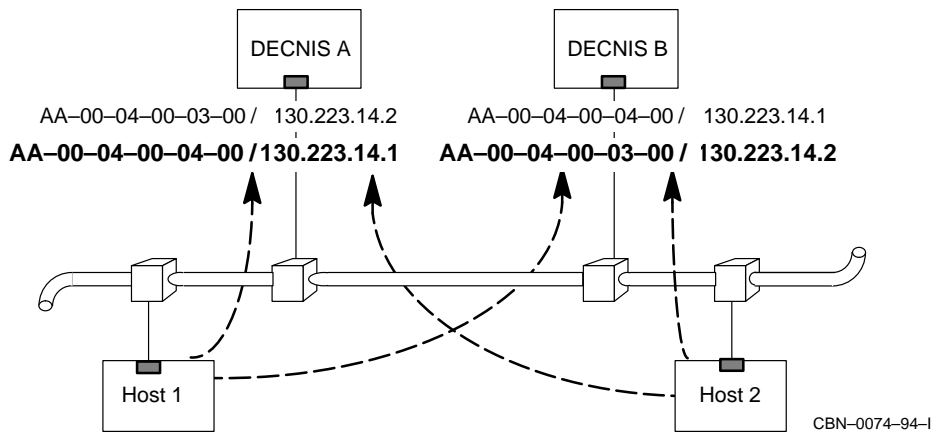 DECNIS A
DECNIS B
AA–00–04–00–03–00 / 130.223.14.2
AA–00–04–00–04–00 / 130.223.14.1
AA–00–04–00–04–00 /130.223.14.1
AA–00–04–00–03–00 / 130.223.14.2
Host 1
Host 2
CBN–0074–94–I